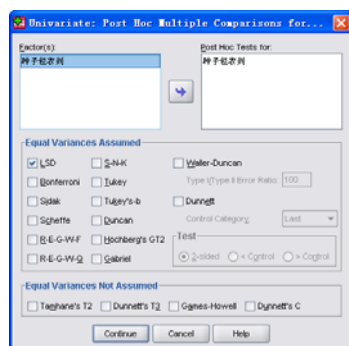 Univariate: Post Hoc Multiple Comparisons for...
Factor(s):
种子包衣剂
Post Hoc Tests for:
种子包衣剂
Equal Variances Assumed
LSD
S-N-K
Waller-Duncan
Bonferroni
Tukey
Type I/Type II Error Ratio: 100
Sidak
Tukey's-b
Dunnett
Scheffe
Duncan
Control Category: Last
R-E-G-W-F
Hochberg's GT2
Test
R-E-G-W-Q
Gabriel
2-sided
< Control
> Control
Equal Variances Not Assumed
Tamhane's T2
Dunnett's T3
Games-Howell
Dunnett's C
Continue
Cancel
Help